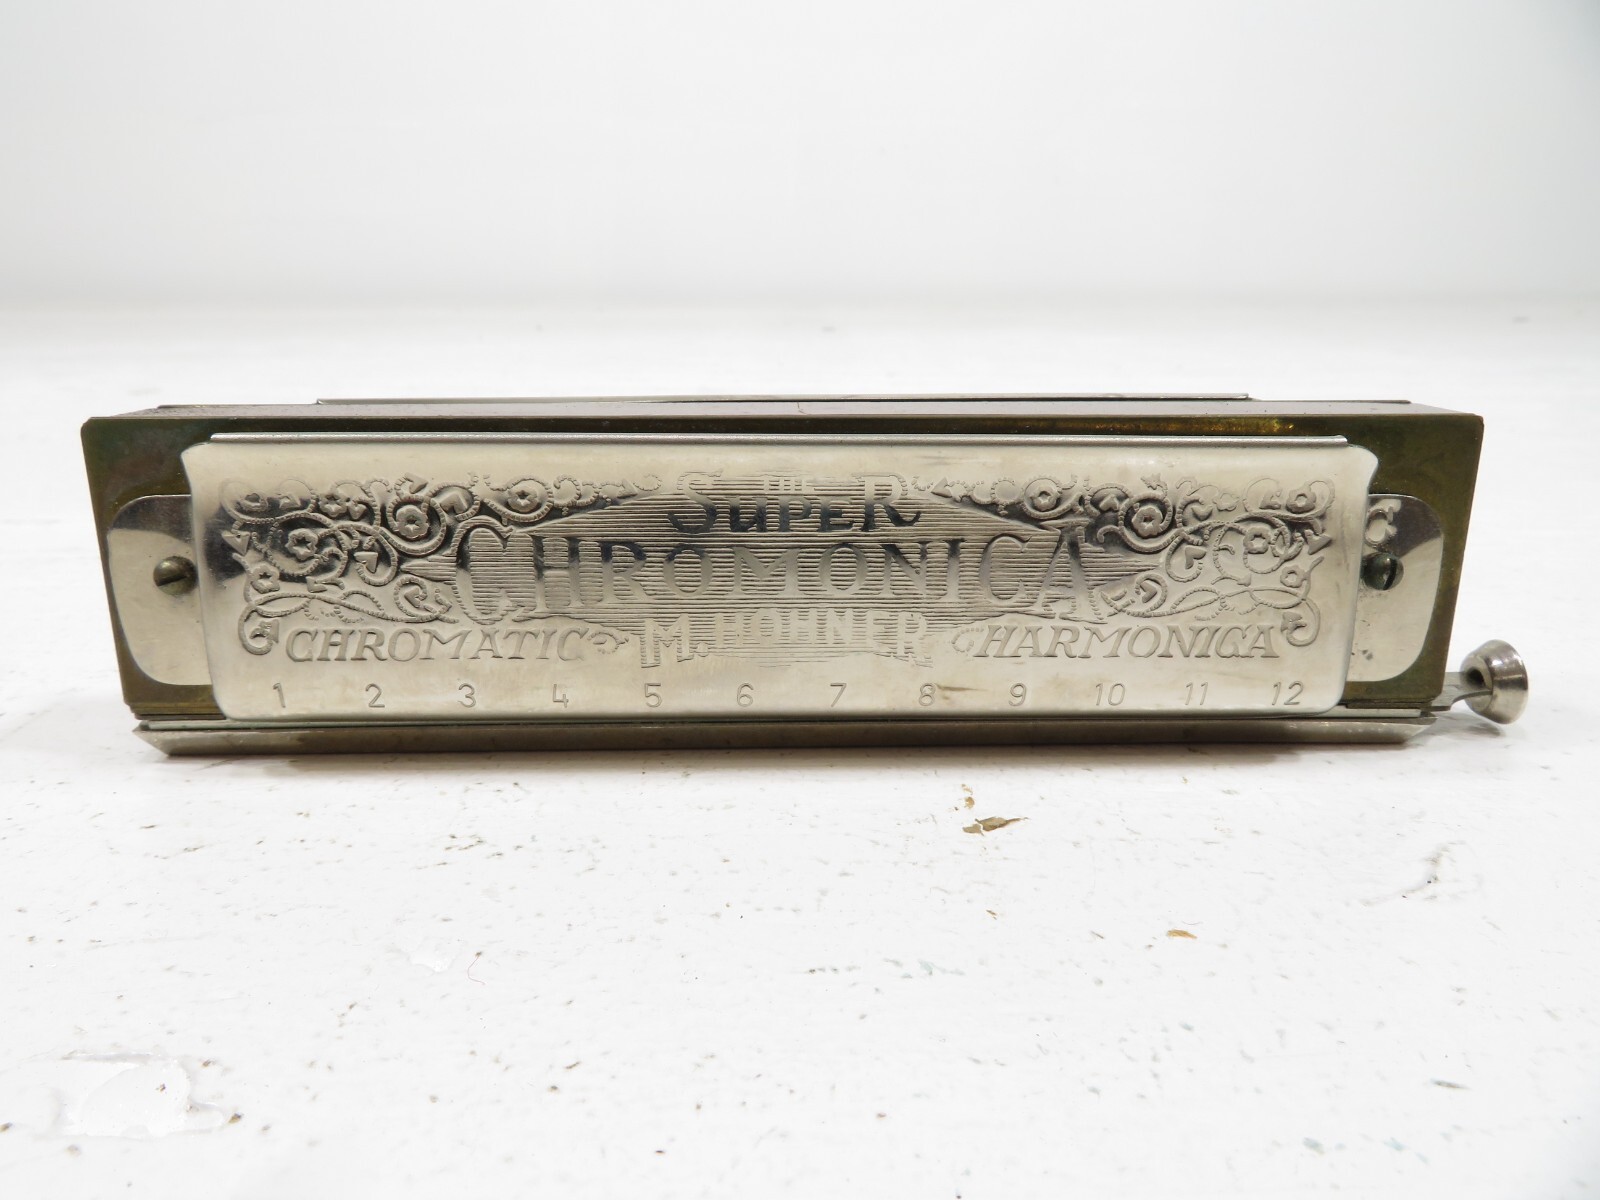 THE
SUPER
C
CHROMONICA
CHROMATIC M. HOHNER HARMONICA
1 2 3 4 5 6 7 8 9 10 11 12